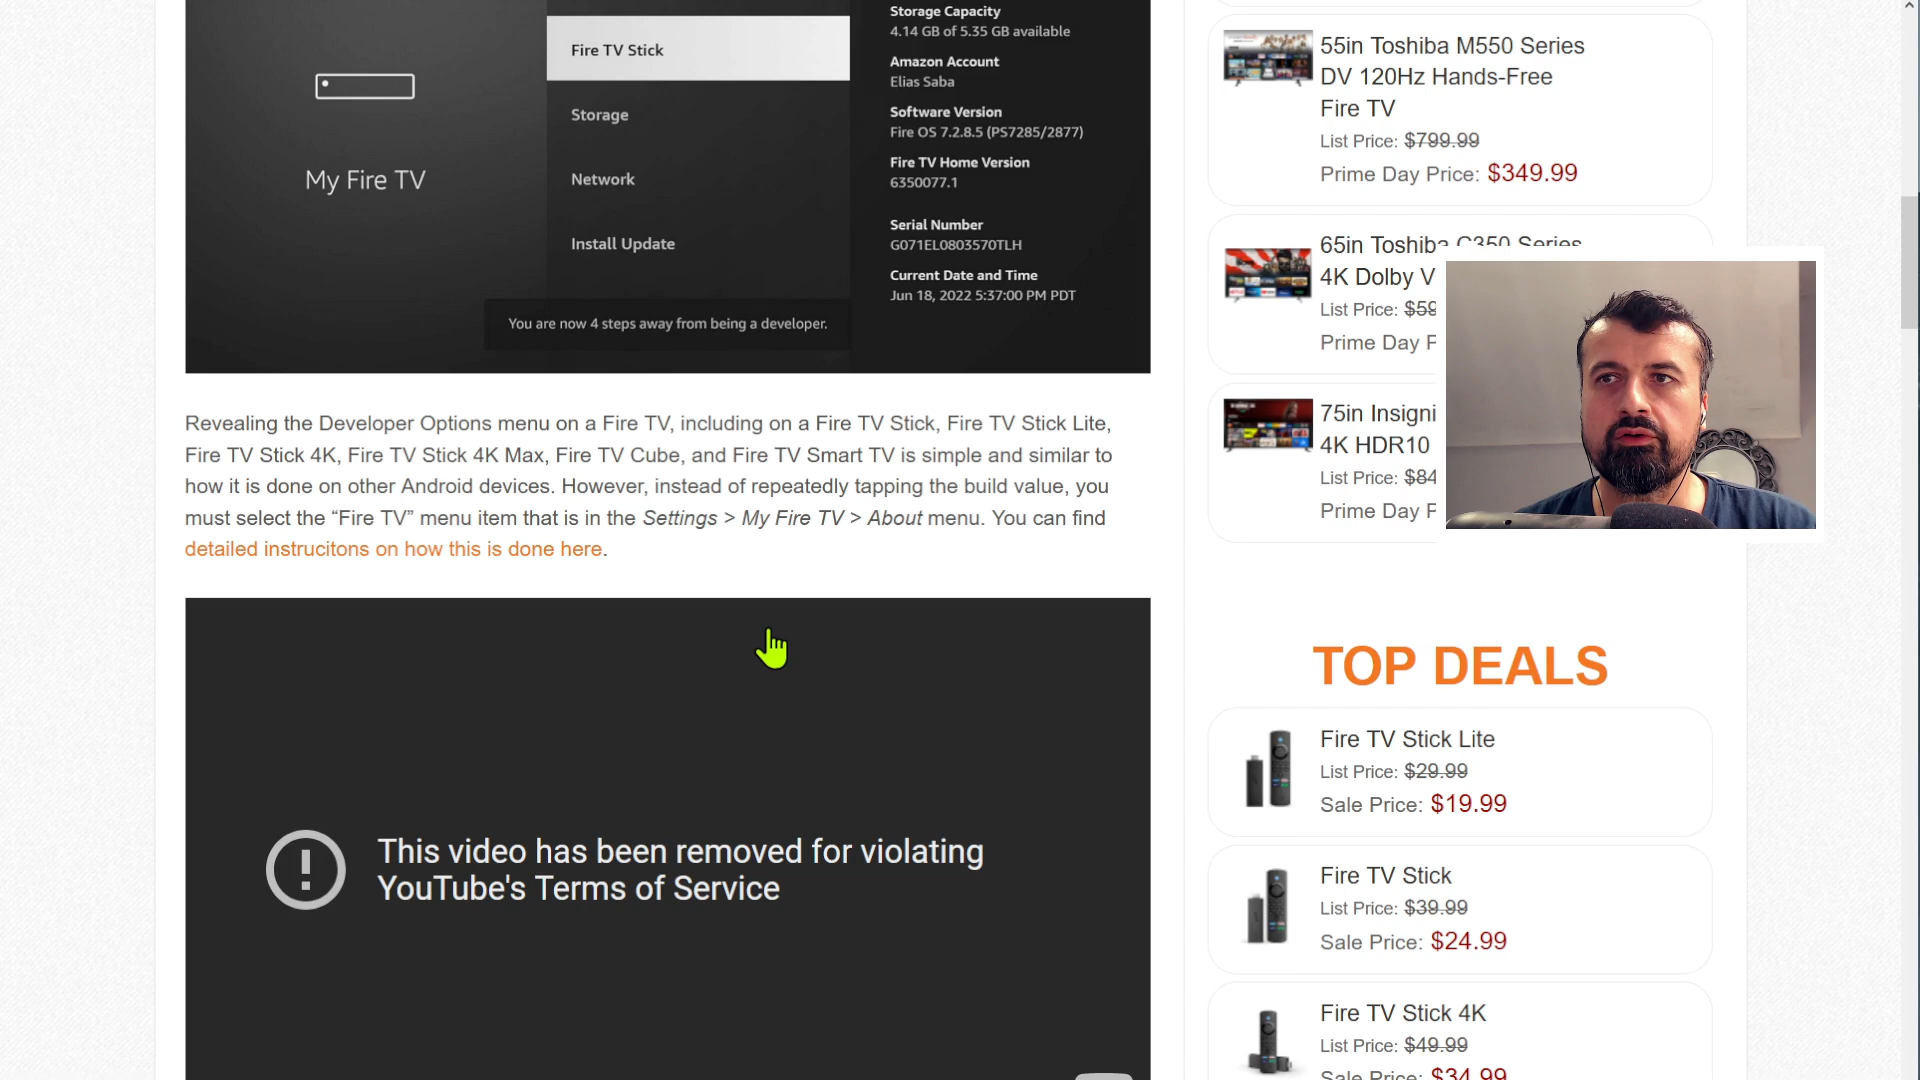 My Fire TV
Fire TV Stick
Storage
Network
Install Update
Storage Capacity
4.14 GB of 5.35 GB available
Amazon Account
Elias Saba
Software Version
Fire OS 7.2.8.5 (PS7285/2877)
Fire TV Home Version
6350077.1
Serial Number
G071EL0803570TLH
Current Date and Time
Jun 18, 2022 5:37:00 PM PDT
You are now 4 steps away from being a developer.
Revealing the Developer Options menu on a Fire TV, including on a Fire TV Stick, Fire TV Stick Lite,
Fire TV Stick 4K, Fire TV Stick 4K Max, Fire TV Cube, and Fire TV Smart TV is simple and similar to
how it is done on other Android devices. However, instead of repeatedly tapping the build value, you
must select the “Fire TV” menu item that is in the Settings > My Fire TV > About menu. You can find
detailed instrucitons on how this is done here.
This video has been removed for violating
YouTube's Terms of Service
55in Toshiba M550 Series
DV 120Hz Hands-Free
Fire TV
List Price: $799.99
Prime Day Price: $349.99
65in Toshiba C350 Series
4K Dolby V
List Price: $59
Prime Day P
75in Insigni
4K HDR10
List Price: $84
Prime Day P
TOP DEALS
Fire TV Stick Lite
List Price: $29.99
Sale Price: $19.99
Fire TV Stick
List Price: $39.99
Sale Price: $24.99
Fire TV Stick 4K
List Price: $49.99
Sale Price: $34.99